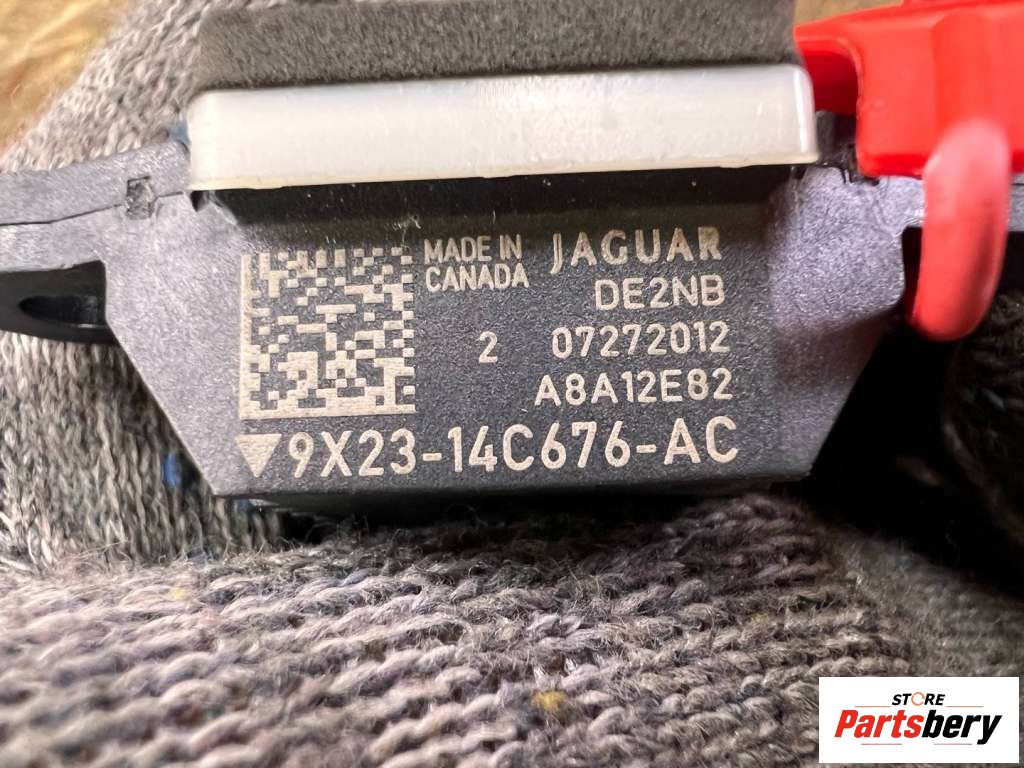 MADE IN
CANADA
JAGUAR
DE2NB
2 07272012
A8A12E82
9X23-14C676-AC
STORE
Partsbery